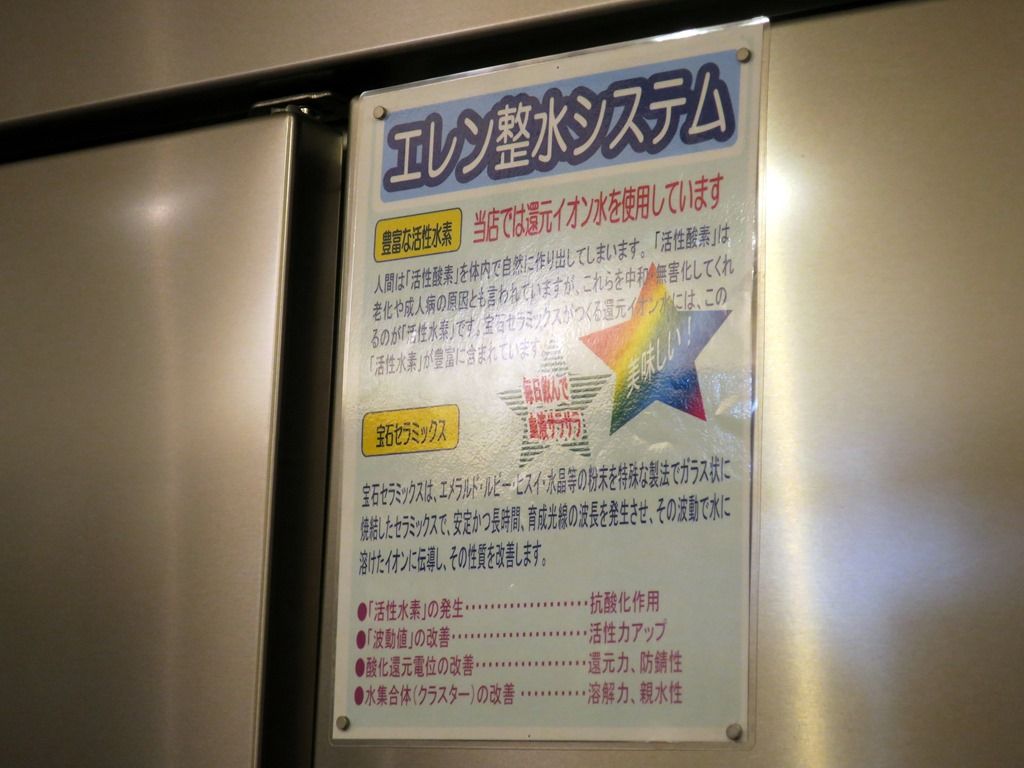 エレン整水システム
豊富な活性水素
当店では還元イオン水を使用しています
人間は「活性酸素」を体内で自然に作り出してしまいます。「活性酸素」は
老化や成人病の原因とも言われていますが、これらを中和・無害化してくれ
るのが「活性水素」です。宝石セラミックスがつくる還元イオン水には、この
「活性水素」が豊富に含まれています。
美味しい!
毎日飲んで
血液サラサラ
宝石セラミックス
宝石セラミックスは、エメラルド・ルビー・ヒスイ・水晶等の粉末を特殊な製法でガラス状に
焼結したセラミックスで、安定かつ長時間、育成光線の波長を発生させ、その波動で水に
溶けたイオンに伝導し、その性質を改善します。
●「活性水素」の発生‥‥‥‥‥‥‥‥‥抗酸化作用
●「波動値」の改善‥‥‥‥‥‥‥‥‥‥活性力アップ
●酸化還元電位の改善‥‥‥‥‥‥‥‥還元力、防錆性
●水集合体(クラスター)の改善‥‥‥‥‥溶解力、親水性